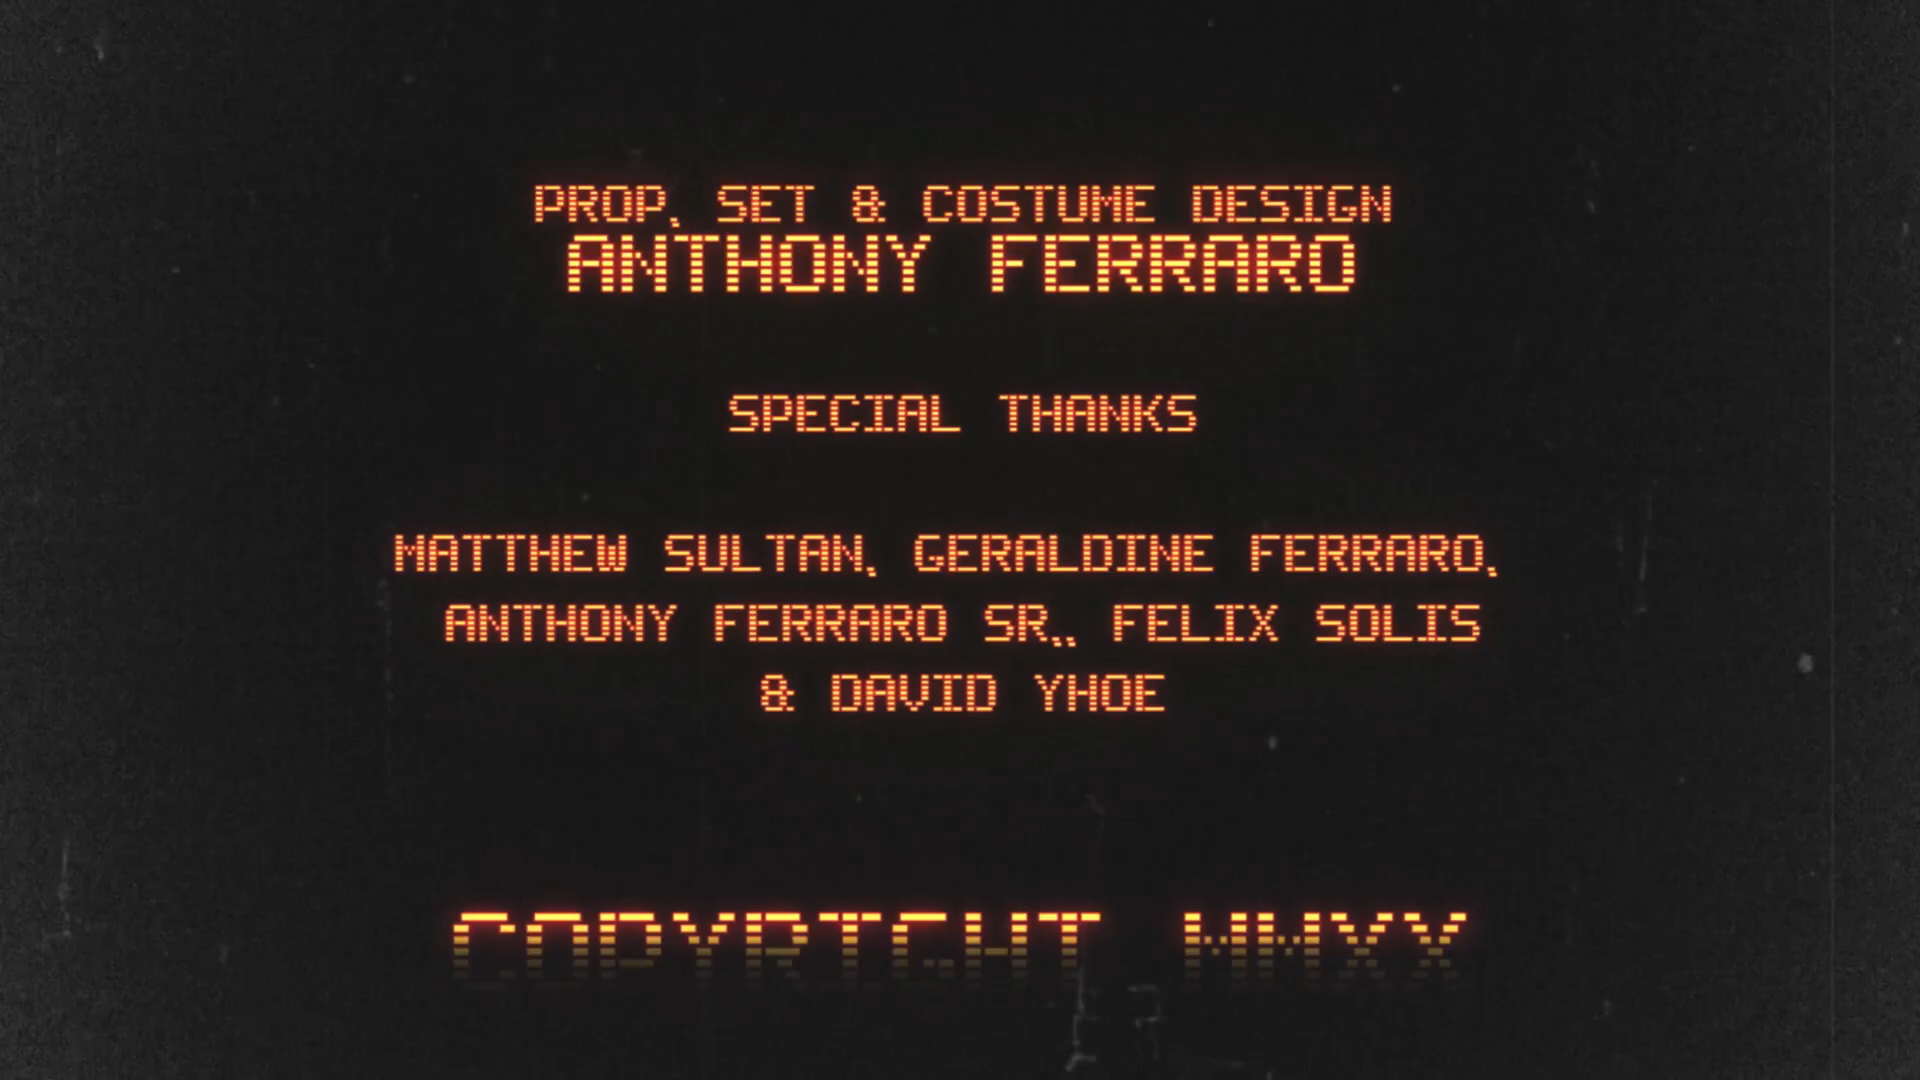 PROP, SET & COSTUME DESIGN
ANTHONY FERRARO
SPECIAL THANKS
MATTHEW SULTAN, GERALDINE FERRARO,
ANTHONY FERRARO SR., FELIX SOLIS
& DAVID YHOE
COPYRIGHT MMXX